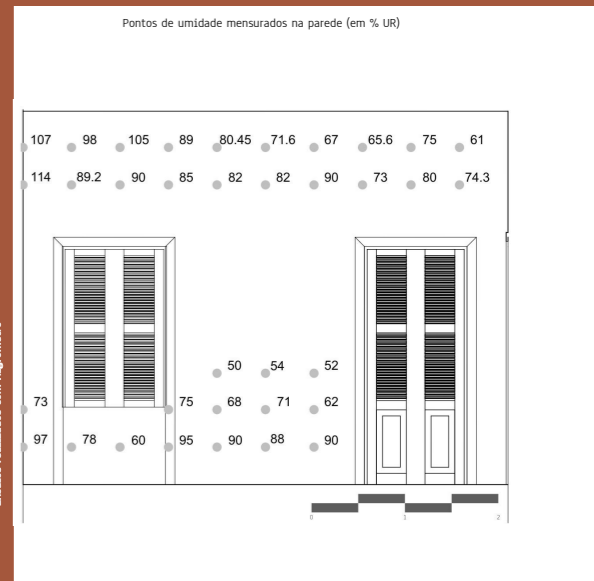 Pontos de umidade mensurados na parede (em % UR)
107 98 105 89 80.45 71.6 67 65.6 75 61
114 89.2 90 85 82 82 90 73 80 74.3
50 54 52
73 75 68 71 62
97 78 60 95 90 88 90
0 1 2